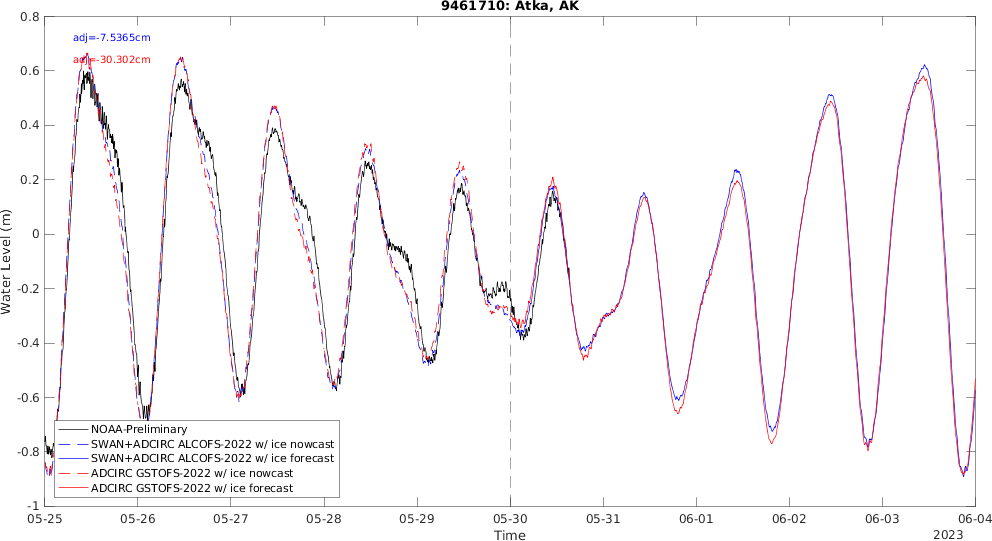 9461710: Atka, AK
adj=-7.5365cm
adj=-30.302cm
Water Level (m)
0.8
0.6
0.4
0.2
0
-0.2
-0.4
-0.6
-0.8
-1
NOAA-Preliminary
SWAN+ADCIRC ALCOFS-2022 w/ ice nowcast
SWAN+ADCIRC ALCOFS-2022 w/ ice forecast
ADCIRC GSTOFS-2022 w/ ice nowcast
ADCIRC GSTOFS-2022 w/ ice forecast
05-25 05-26 05-27 05-28 05-29 05-30 05-31 06-01 06-02 06-03 06-04
Time
2023